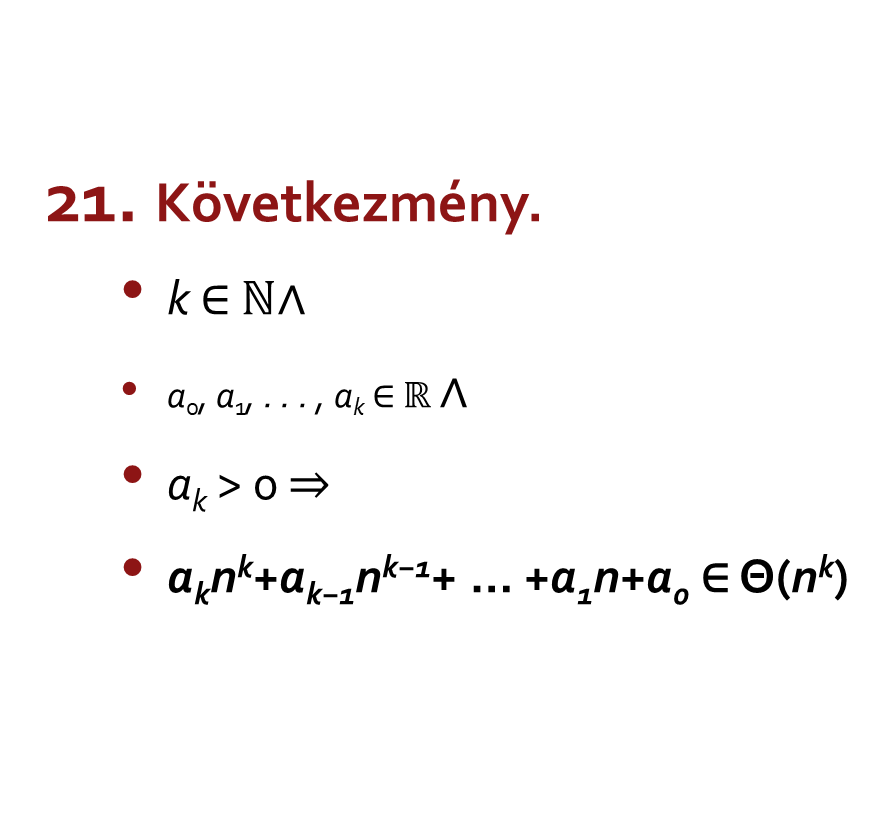 21. Következmény.
• k ∈ ℕ∧
• a₀, a₁, . . . , aₖ ∈ ℝ ∧
• aₖ > 0 ⇒
• aₖnᵏ+aₖ₋₁nᵏ⁻¹+ … +a₁n+a₀ ∈ Θ(nᵏ)